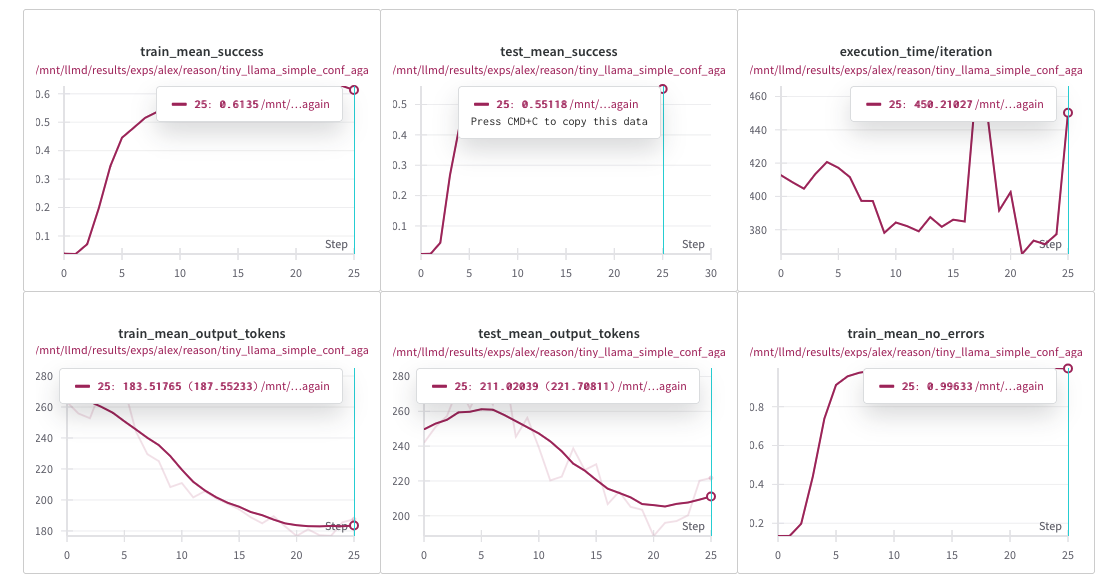 train_mean_success
/mnt/llmd/results/exps/alex/reason/tiny_llama_simple_conf_aga
25: 0.6135 /mnt/...again
0.6
0.5
0.4
0.3
0.2
0.1
Step
0 5 10 15 20 25
test_mean_success
/mnt/llmd/results/exps/alex/reason/tiny_llama_simple_conf_aga
25: 0.55118 /mnt/...again
Press CMD+C to copy this data
0.5
0.4
0.3
0.2
0.1
Step
0 5 10 15 20 25 30
execution_time/iteration
/mnt/llmd/results/exps/alex/reason/tiny_llama_simple_conf_aga
25: 450.21027 /mnt/...again
460
440
420
400
380
Step
0 5 10 15 20 25
train_mean_output_tokens
/mnt/llmd/results/exps/alex/reason/tiny_llama_simple_conf_aga
25: 183.51765 (187.55233) /mnt/...again
280
260
240
220
200
180
Step
0 5 10 15 20 25
test_mean_output_tokens
/mnt/llmd/results/exps/alex/reason/tiny_llama_simple_conf_aga
25: 211.02039 (221.70811) /mnt/...again
280
260
240
220
200
Step
0 5 10 15 20 25
train_mean_no_errors
/mnt/llmd/results/exps/alex/reason/tiny_llama_simple_conf_aga
25: 0.99633 /mnt/...again
0.8
0.6
0.4
0.2
Step
0 5 10 15 20 25